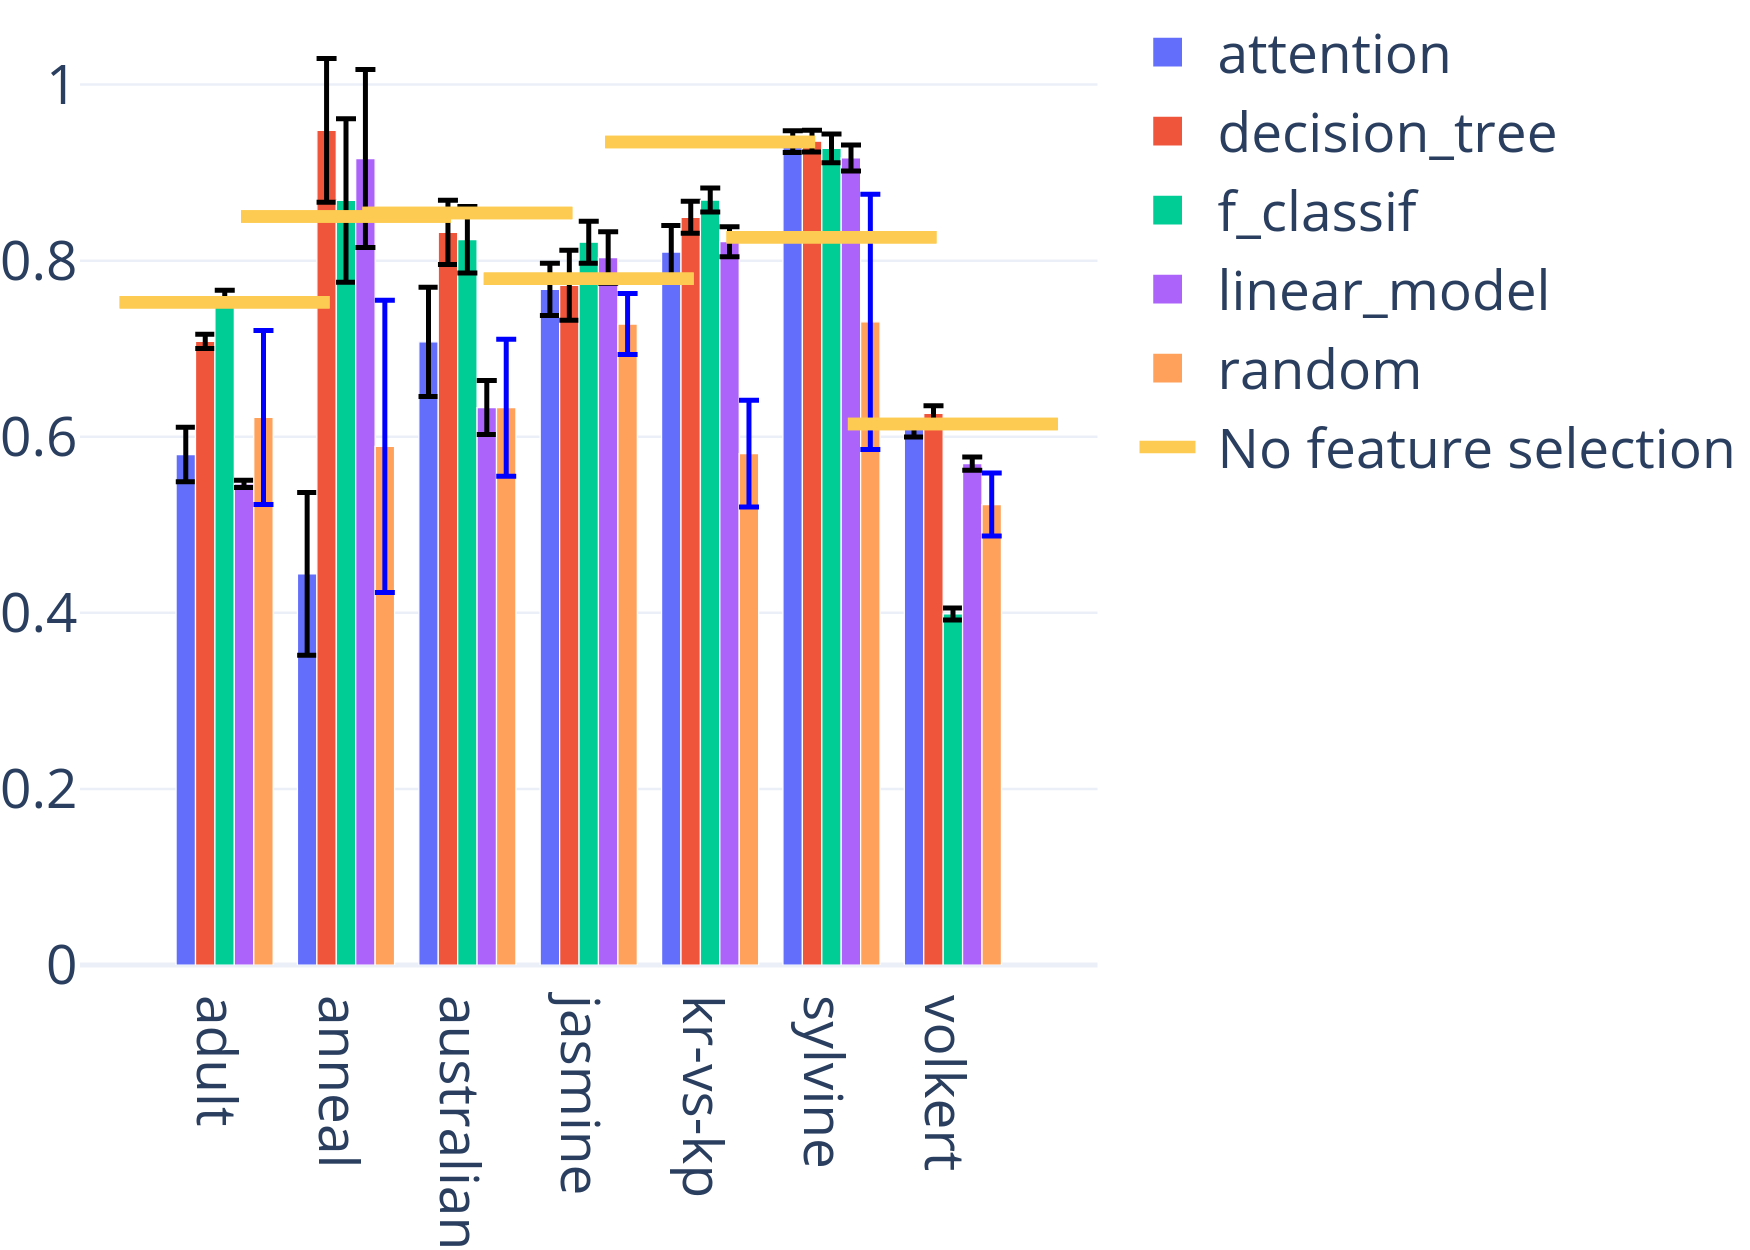 1
0.8
0.6
0.4
0.2
0
adult
anneal
australian
jasmine
kr-vs-kp
sylvine
volkert
attention
decision_tree
f_classif
linear_model
random
No feature selection